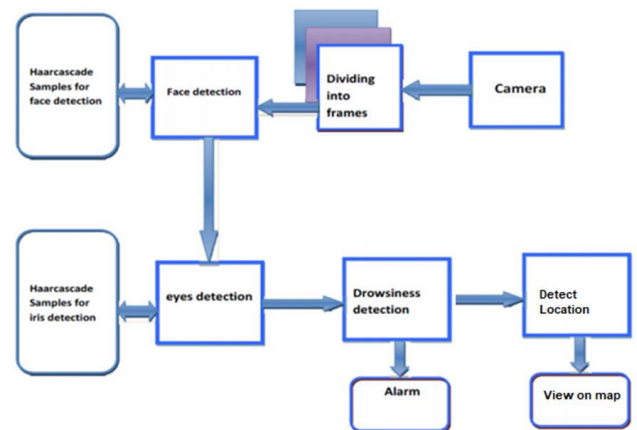 Haarcascade
Samples for
face detection
Face detection
Dividing
into
frames
Camera
Haarcascade
Samples for
iris detection
eyes detection
Drowsiness
detection
Detect
Location
Alarm
View on map